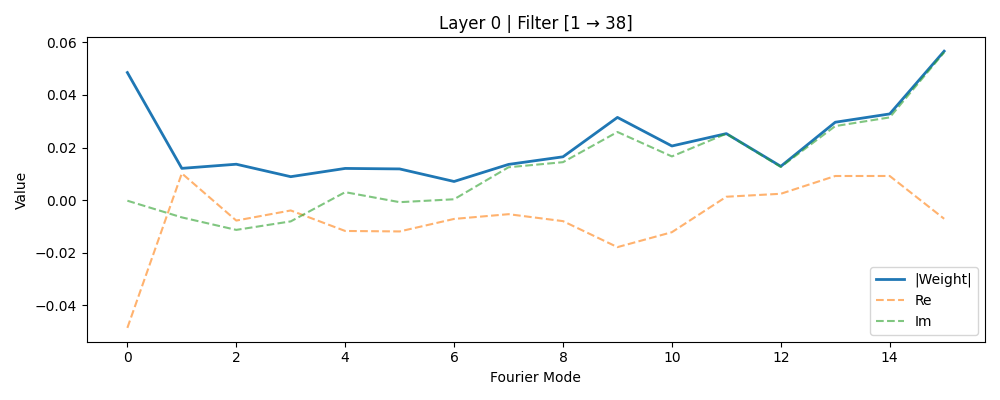 Layer 0 | Filter [1 → 38]
0.06
0.04
0.02
0.00
−0.02
−0.04
Value
0 2 4 6 8 10 12 14
Fourier Mode
|Weight|
Re
Im